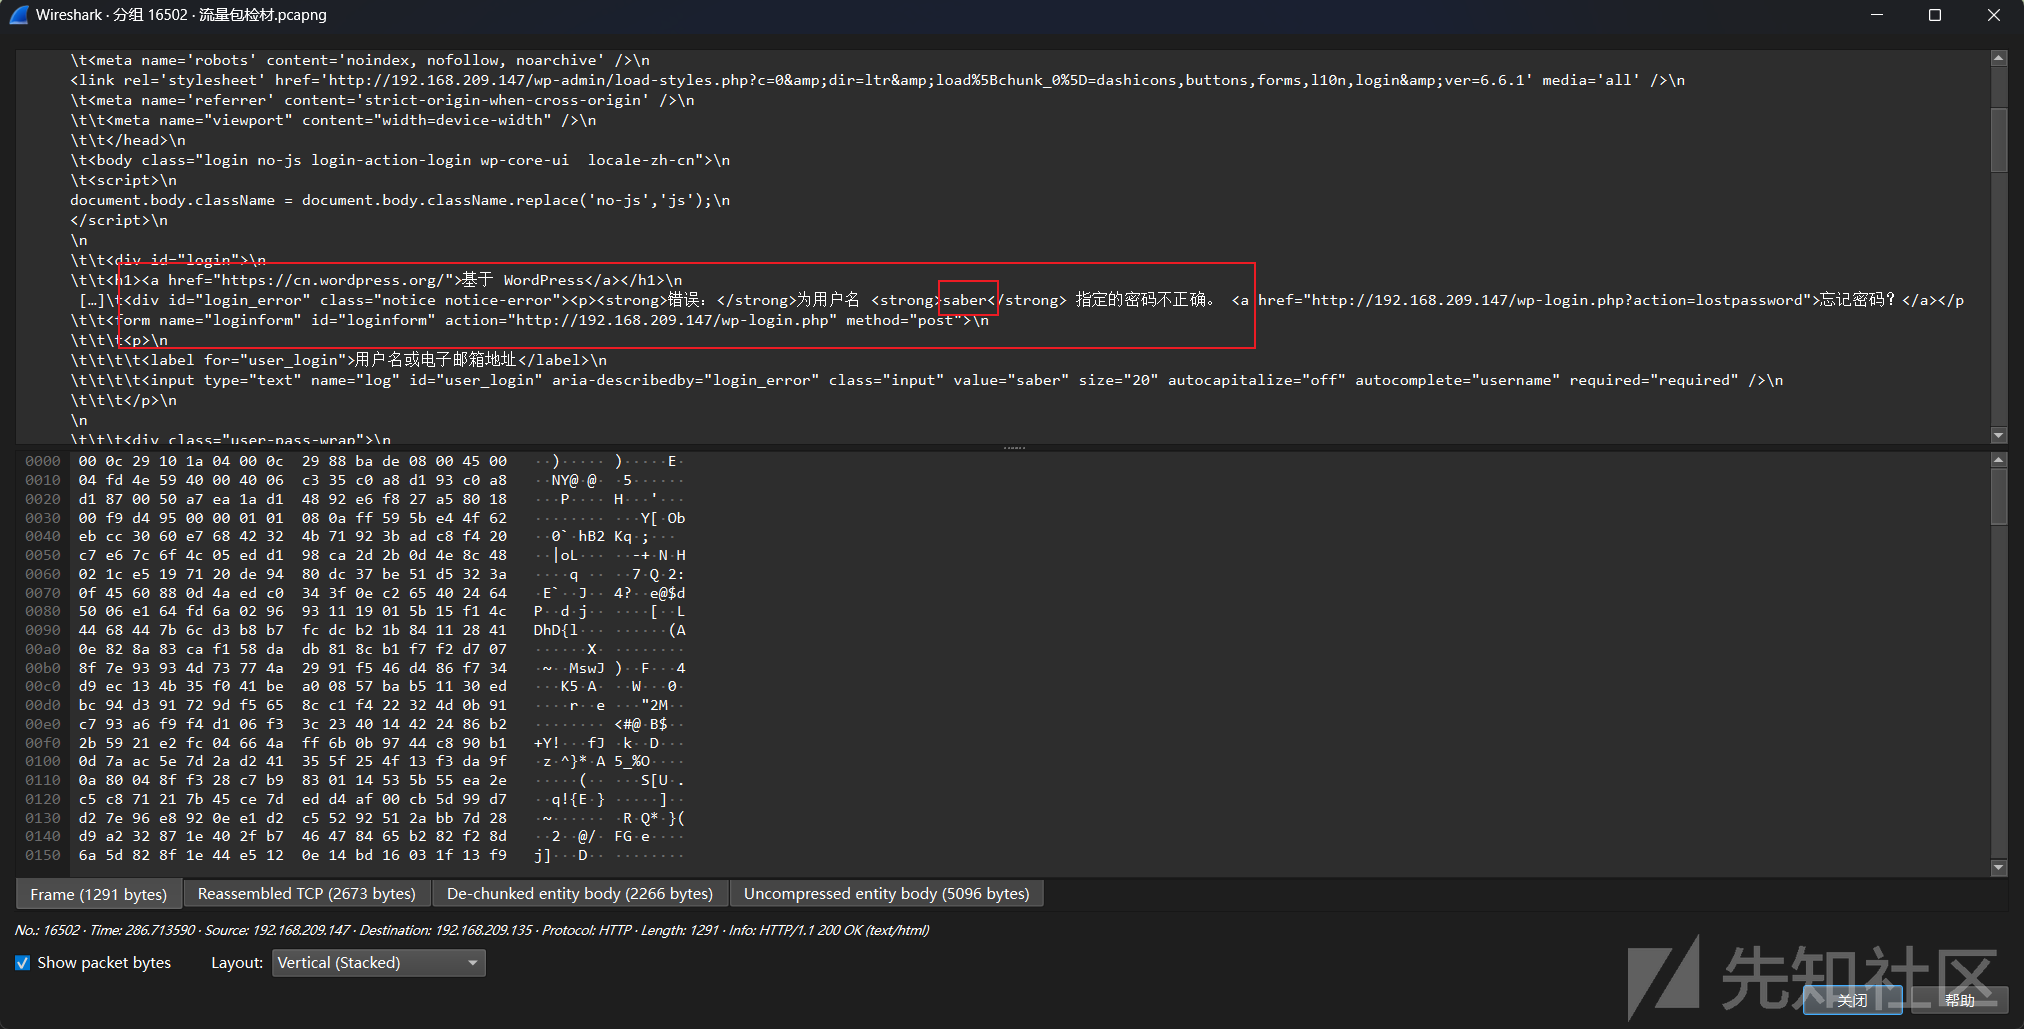 Wireshark · 分组 16502 · 流量包检材.pcapng
\t<meta name='robots' content='noindex, nofollow, noarchive' />\n
<link rel='stylesheet' href='http://192.168.209.147/wp-admin/load-styles.php?c=0&amp;dir=ltr&amp;load%5Bchunk_0%5D=dashicons,buttons,forms,l10n,login&amp;ver=6.6.1' media='all' />\n
\t<meta name='referrer' content='strict-origin-when-cross-origin' />\n
\t\t<meta name="viewport" content="width=device-width" />\n
\t\t</head>\n
\t<body class="login no-js login-action-login wp-core-ui  locale-zh-cn">\n
\t<script>\n
document.body.className = document.body.className.replace('no-js','js');\n
</script>\n
\n
\t\t<div id="login">\n
\t\t<h1><a href="https://cn.wordpress.org/">基于 WordPress</a></h1>\n
[…]\t<div id="login_error" class="notice notice-error"><p><strong>错误：</strong>为用户名 <strong>saber</strong> 指定的密码不正确。 <a href="http://192.168.209.147/wp-login.php?action=lostpassword">忘记密码？</a></p
\t\t<form name="loginform" id="loginform" action="http://192.168.209.147/wp-login.php" method="post">\n
\t\t\t<p>\n
\t\t\t\t<label for="user_login">用户名或电子邮箱地址</label>\n
\t\t\t\t<input type="text" name="log" id="user_login" aria-describedby="login_error" class="input" value="saber" size="20" autocapitalize="off" autocomplete="username" required="required" />\n
\t\t\t</p>\n
\n
\t\t\t<div class="user-pass-wrap">\n
0000 00 0c 29 10 1a 04 00 0c 29 88 ba de 08 00 45 00 ··)····· )·····E·
0010 04 fd 4e 59 40 00 40 06 c3 35 c0 a8 d1 93 c0 a8 ··NY@·@· ·5······
0020 d1 87 00 50 a7 ea 1a d1 48 92 e6 f8 27 a5 80 18 ···P···· H···'···
0030 00 f9 d4 95 00 00 01 01 08 0a ff 59 5b e4 4f 62 ········ ···Y[·Ob
0040 eb cc 30 60 e7 68 42 32 4b 71 92 3b ad c8 f4 20 ··0`·hB2 Kq·;···
0050 c7 e6 7c 6f 4c 05 ed d1 98 ca 2d 2b 0d 4e 8c 48 ··|oL··· ··-+·N·H
0060 02 1c e5 19 71 20 de 94 80 dc 37 be 51 d5 32 3a ····q ·· ··7·Q·2:
0070 0f 45 60 88 0d 4a ed c0 34 3f 0e c2 65 40 24 64 ·E`··J·· 4?··e@$d
0080 50 06 e1 64 fd 6a 02 96 93 11 19 01 5b 15 f1 4c P··d·j·· ····[··L
0090 44 68 44 7b 6c d3 b8 b7 fc dc b2 1b 84 11 28 41 DhD{l··· ······(A
00a0 0e 82 8a 83 ca f1 58 da db 81 8c b1 f7 f2 d7 07 ······X· ········
00b0 8f 7e 93 93 4d 73 77 4a 29 91 f5 46 d4 86 f7 34 ·~··MswJ )··F···4
00c0 d9 ec 13 4b 35 f0 41 be a0 08 57 ba b5 11 30 ed ···K5·A· ··W···0·
00d0 bc 94 d3 91 72 9d f5 65 8c c1 f4 22 32 4d 0b 91 ····r··e ···"2M··
00e0 c7 93 a6 f9 f4 d1 06 f3 3c 23 40 14 42 24 86 b2 ········ <#@·B$··
00f0 2b 59 21 e2 fc 04 66 4a ff 6b 0b 97 44 c8 90 b1 +Y!···fJ ·k··D···
0100 0d 7a ac 5e 7d 2a d2 41 35 5f 25 4f 13 f3 da 9f ·z·^}*·A 5_%O····
0110 0a 80 04 8f f3 28 c7 b9 83 01 14 53 5b 55 ea 2e ·····(·· ···S[U·.
0120 c5 c8 71 21 7b 45 ce 7d ed d4 af 00 cb 5d 99 d7 ··q!{E·} ·····]··
0130 d2 7e 96 e8 92 0e e1 d2 c5 52 92 51 2a bb 7d 28 ·~······ ·R·Q*·}(
0140 d9 a2 32 87 1e 40 2f b7 46 47 84 65 b2 82 f2 8d ··2··@/· FG·e····
0150 6a 5d 82 8f 1e 44 e5 12 0e 14 bd 16 03 1f 13 f9 j]···D·· ········
Frame (1291 bytes) Reassembled TCP (2673 bytes) De-chunked entity body (2266 bytes) Uncompressed entity body (5096 bytes)
No.: 16502 · Time: 286.713590 · Source: 192.168.209.147 · Destination: 192.168.209.135 · Protocol: HTTP · Length: 1291 · Info: HTTP/1.1 200 OK (text/html)
Show packet bytes Layout: Vertical (Stacked)
先知社区
关闭 帮助